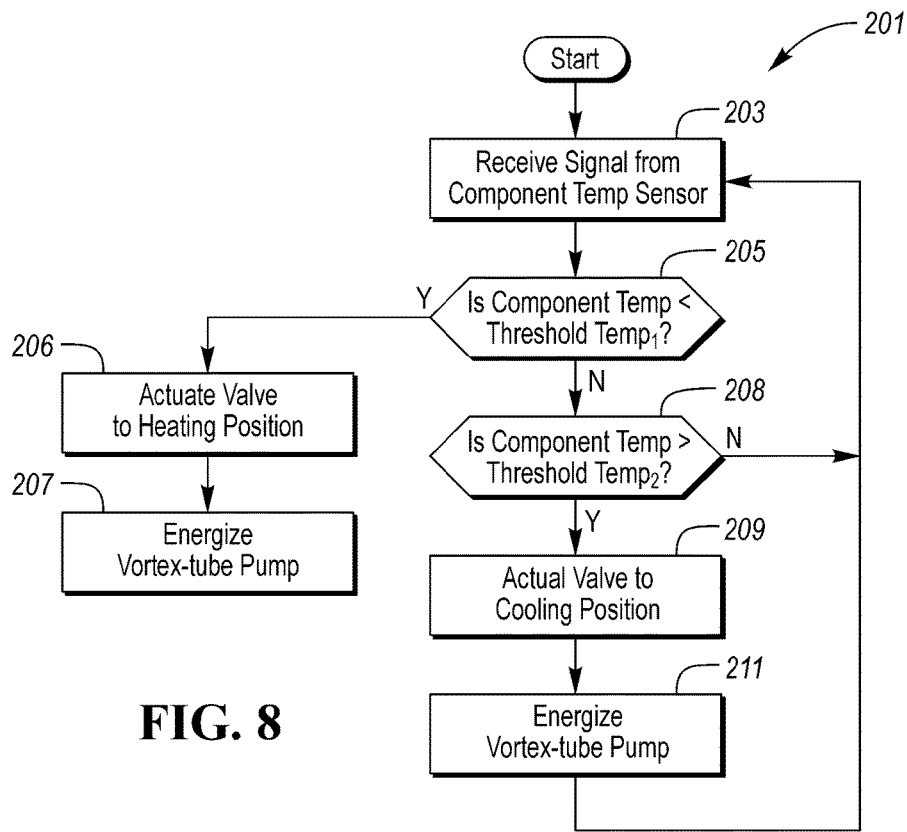 201
Start
203
Receive Signal from
Component Temp Sensor
205
Y
Is Component Temp <
Threshold Temp₁?
206
Actuate Valve
to Heating Position
N
208
Is Component Temp >
Threshold Temp₂?
N
207
Energize
Vortex-tube Pump
Y
209
Actual Valve to
Cooling Position
211
Energize
Vortex-tube Pump
FIG. 8